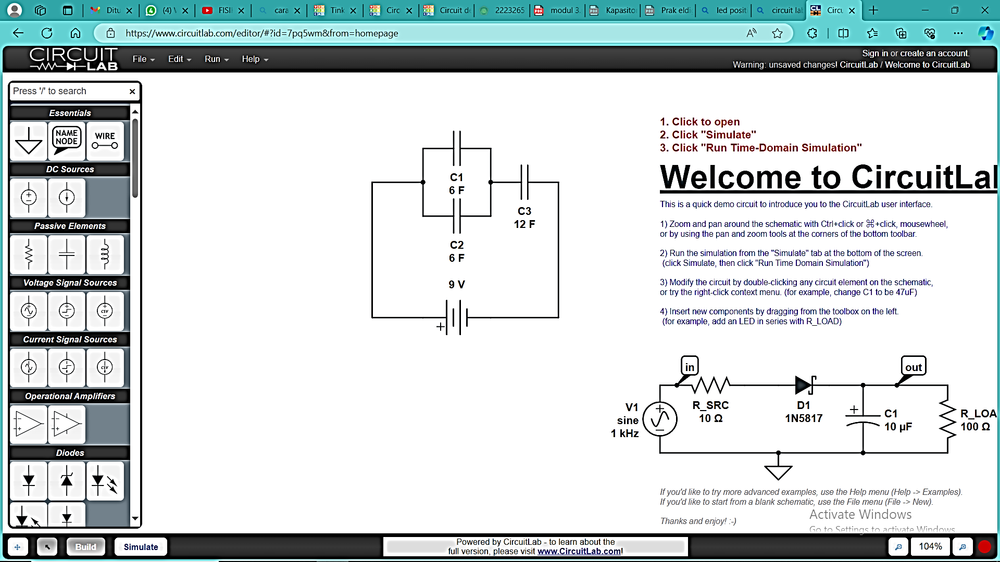 Ditu
(4) W
FISI
cara
Tink
Circ
Circuit de
2223265
modul 3.
Kapasito
Prak eldi
led posit
circuit lab
Circu
https://www.circuitlab.com/editor/#?id=7pq5wm&from=homepage
CIRCUIT
LAB
File
Edit
Run
Help
Sign in or create an account.
Warning: unsaved changes! CircuitLab / Welcome to CircuitLab
Press '/' to search
Essentials
NAME
NODE
WIRE
DC Sources
Passive Elements
Voltage Signal Sources
csv
Current Signal Sources
csv
Operational Amplifiers
Diodes
C1
6 F
C2
6 F
C3
12 F
9 V
+
1. Click to open
2. Click "Simulate"
3. Click "Run Time-Domain Simulation"
Welcome to CircuitLab
This is a quick demo circuit to introduce you to the CircuitLab user interface.
1) Zoom and pan around the schematic with Ctrl+click or ⌘+click, mousewheel,
or by using the pan and zoom tools at the corners of the bottom toolbar.
2) Run the simulation from the "Simulate" tab at the bottom of the screen.
(click Simulate, then click "Run Time Domain Simulation")
3) Modify the circuit by double-clicking any circuit element on the schematic,
or try the right-click context menu. (for example, change C1 to be 47uF)
4) Insert new components by dragging from the toolbox on the left.
(for example, add an LED in series with R_LOAD)
in
out
V1
sine
1 kHz
R_SRC
10 Ω
D1
1N5817
C1
10 µF
R_LOA
100 Ω
If you'd like to try more advanced examples, use the Help menu (Help -> Examples).
If you'd like to start from a blank schematic, use the File menu (File -> New).
Thanks and enjoy! :-)
Activate Windows
Go to Settings to activate Windows.
Build
Simulate
Powered by CircuitLab - to learn about the
full version, please visit www.CircuitLab.com!
104%